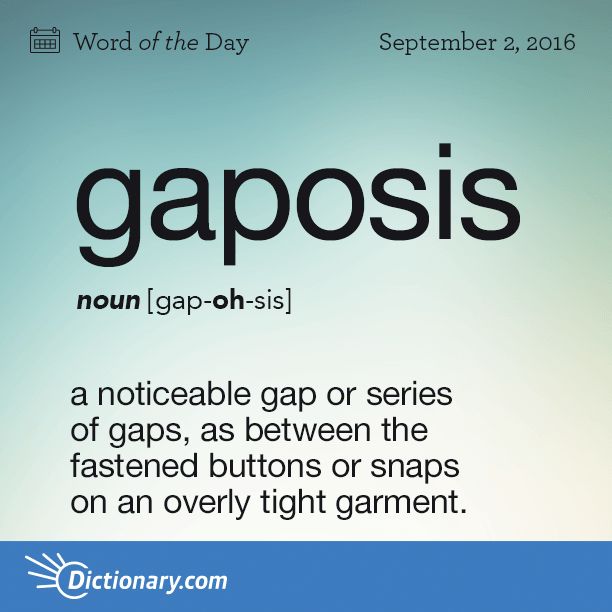 Word of the Day
September 2, 2016
gaposis
noun [gap-oh-sis]
a noticeable gap or series
of gaps, as between the
fastened buttons or snaps
on an overly tight garment.
Dictionary.com